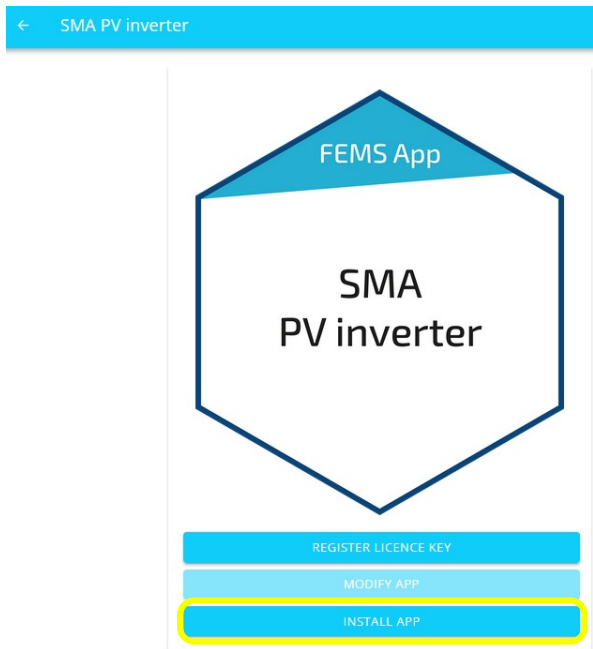 SMA PV inverter
FEMS App
SMA
PV inverter
REGISTER LICENCE KEY
MODIFY APP
INSTALL APP